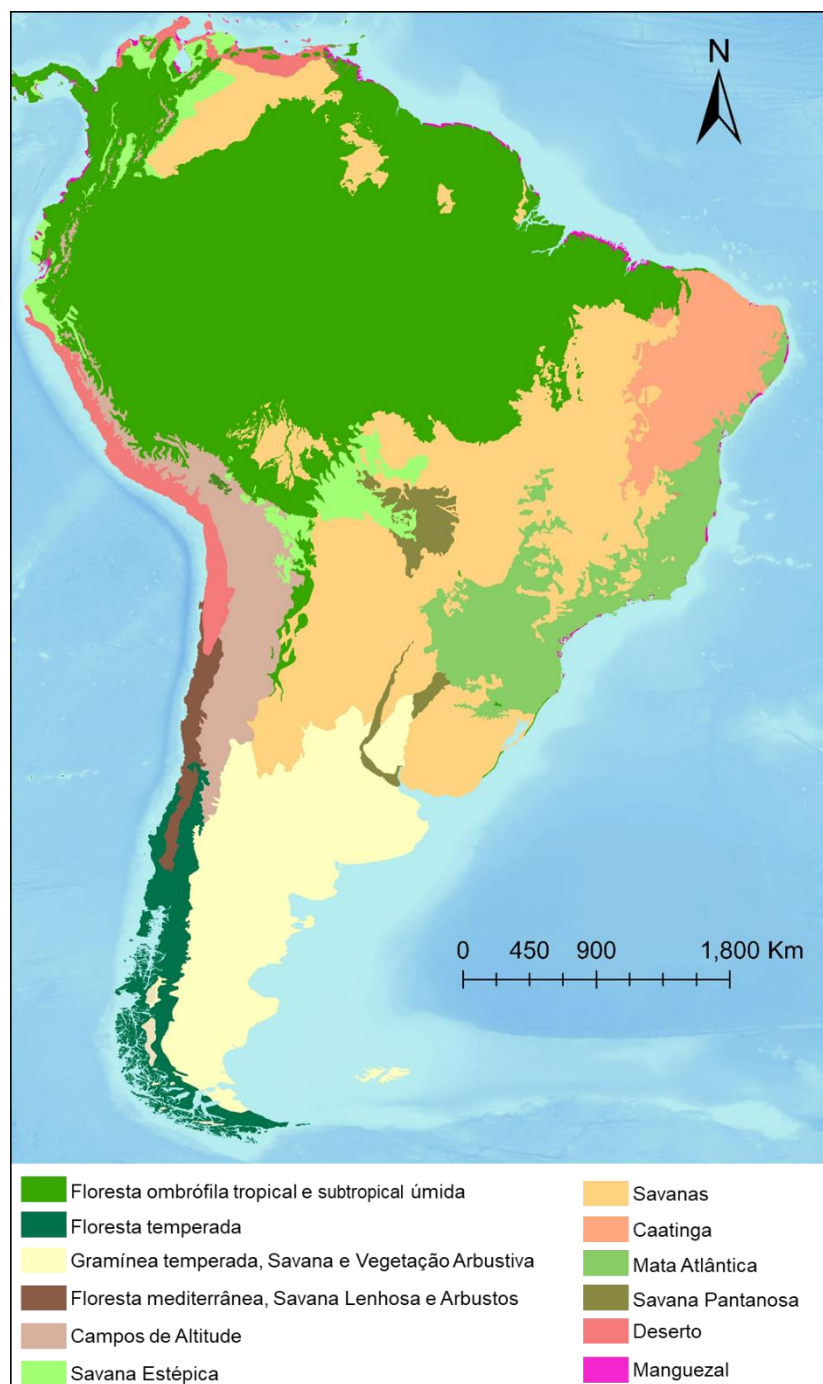 N
0 450 900 1,800 Km
Floresta ombrófila tropical e subtropical úmida
Floresta temperada
Gramínea temperada, Savana e Vegetação Arbustiva
Floresta mediterrânea, Savana Lenhosa e Arbustos
Campos de Altitude
Savana Estépica
Savanas
Caatinga
Mata Atlântica
Savana Pantanosa
Deserto
Manguezal